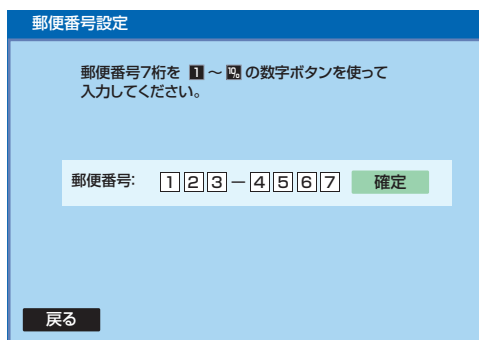 郵便番号設定
郵便番号7桁を 1 ～ 10 の数字ボタンを使って
入力してください。
郵便番号: 123－4567 確定
戻る